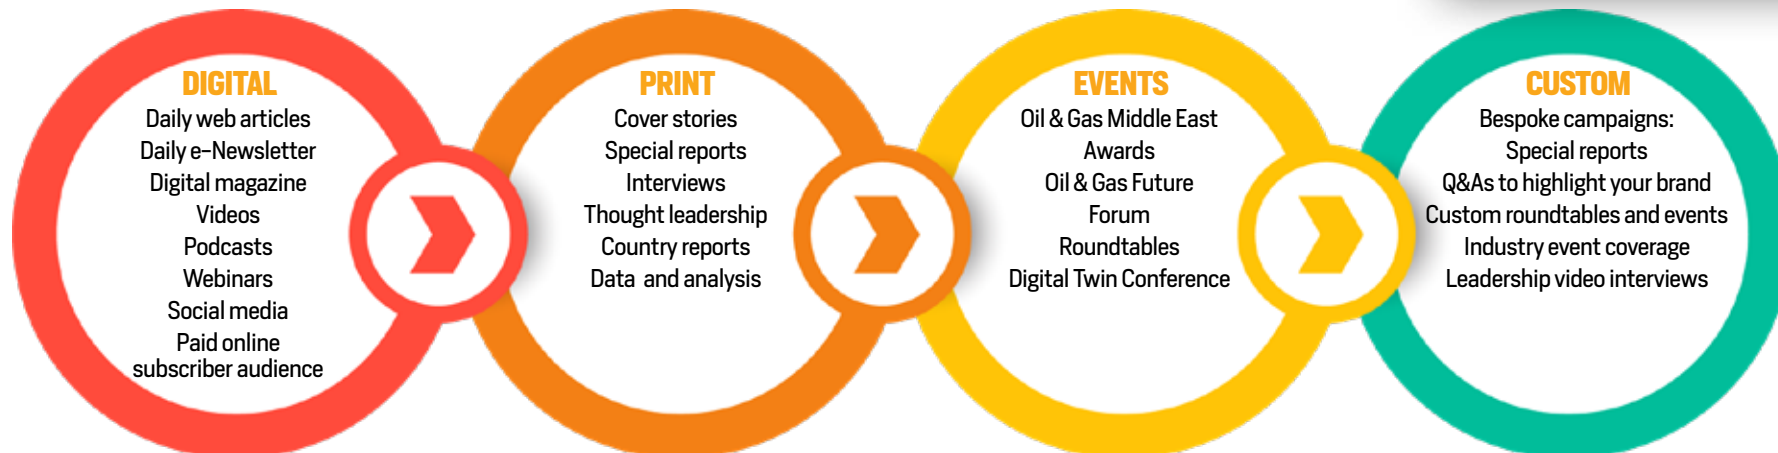 DIGITAL
Daily web articles
Daily e-Newsletter
Digital magazine
Videos
Podcasts
Webinars
Social media
Paid online
subscriber audience
PRINT
Cover stories
Special reports
Interviews
Thought leadership
Country reports
Data and analysis
EVENTS
Oil & Gas Middle East
Awards
Oil & Gas Future
Forum
Roundtables
Digital Twin Conference
CUSTOM
Bespoke campaigns:
Special reports
Q&As to highlight your brand
Custom roundtables and events
Industry event coverage
Leadership video interviews